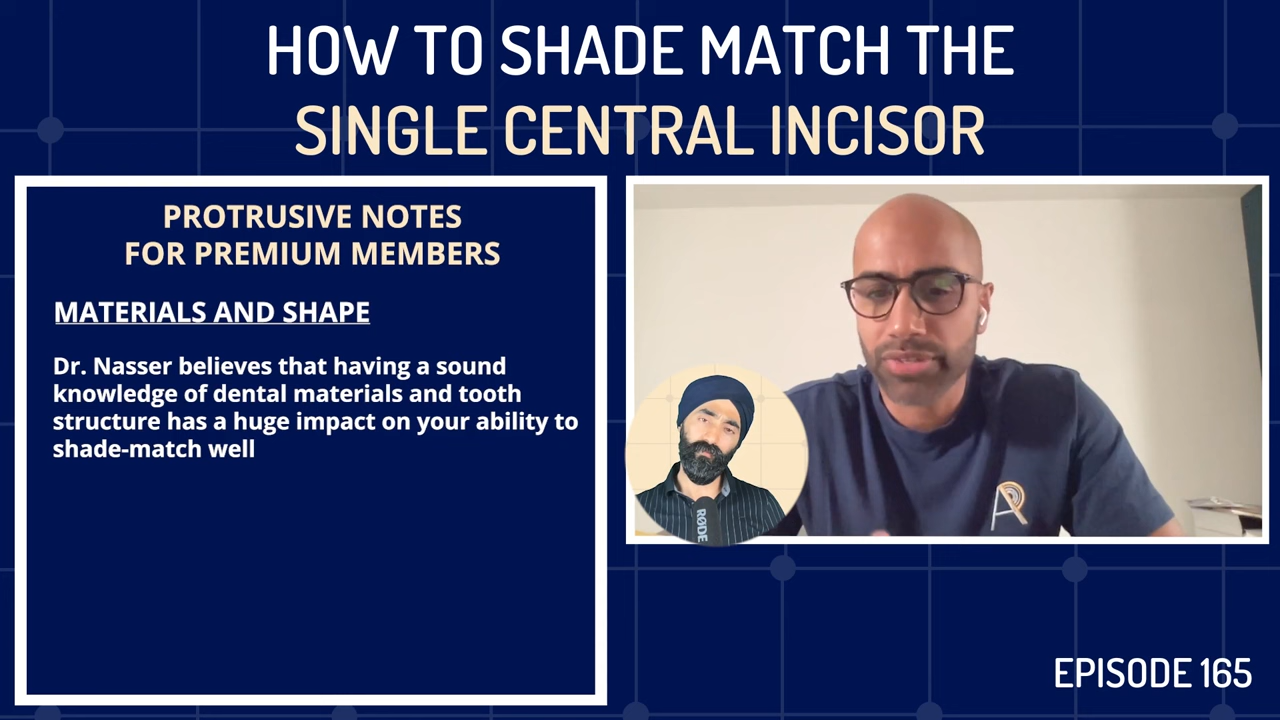 HOW TO SHADE MATCH THE
SINGLE CENTRAL INCISOR
PROTRUSIVE NOTES
FOR PREMIUM MEMBERS
MATERIALS AND SHAPE
Dr. Nasser believes that having a sound
knowledge of dental materials and tooth
structure has a huge impact on your ability to
shade-match well
RØDE
EPISODE 165